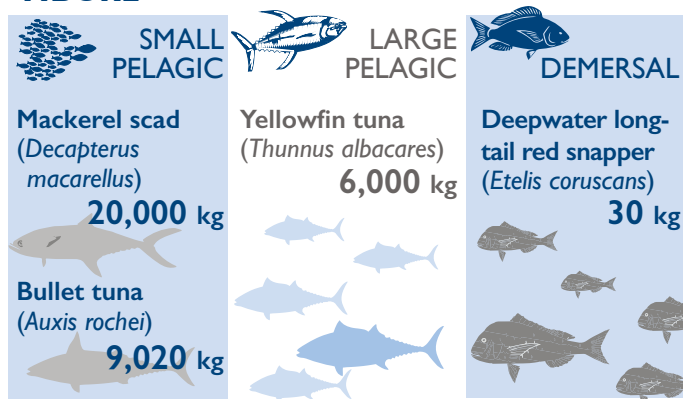 SMALL
PELAGIC
Mackerel scad
(Decapterus
macarellus)
20,000 kg
Bullet tuna
(Auxis rochei)
9,020 kg
LARGE
PELAGIC
Yellowfin tuna
(Thunnus albacares)
6,000 kg
DEMERSAL
Deepwater long-
tail red snapper
(Etelis coruscans)
30 kg